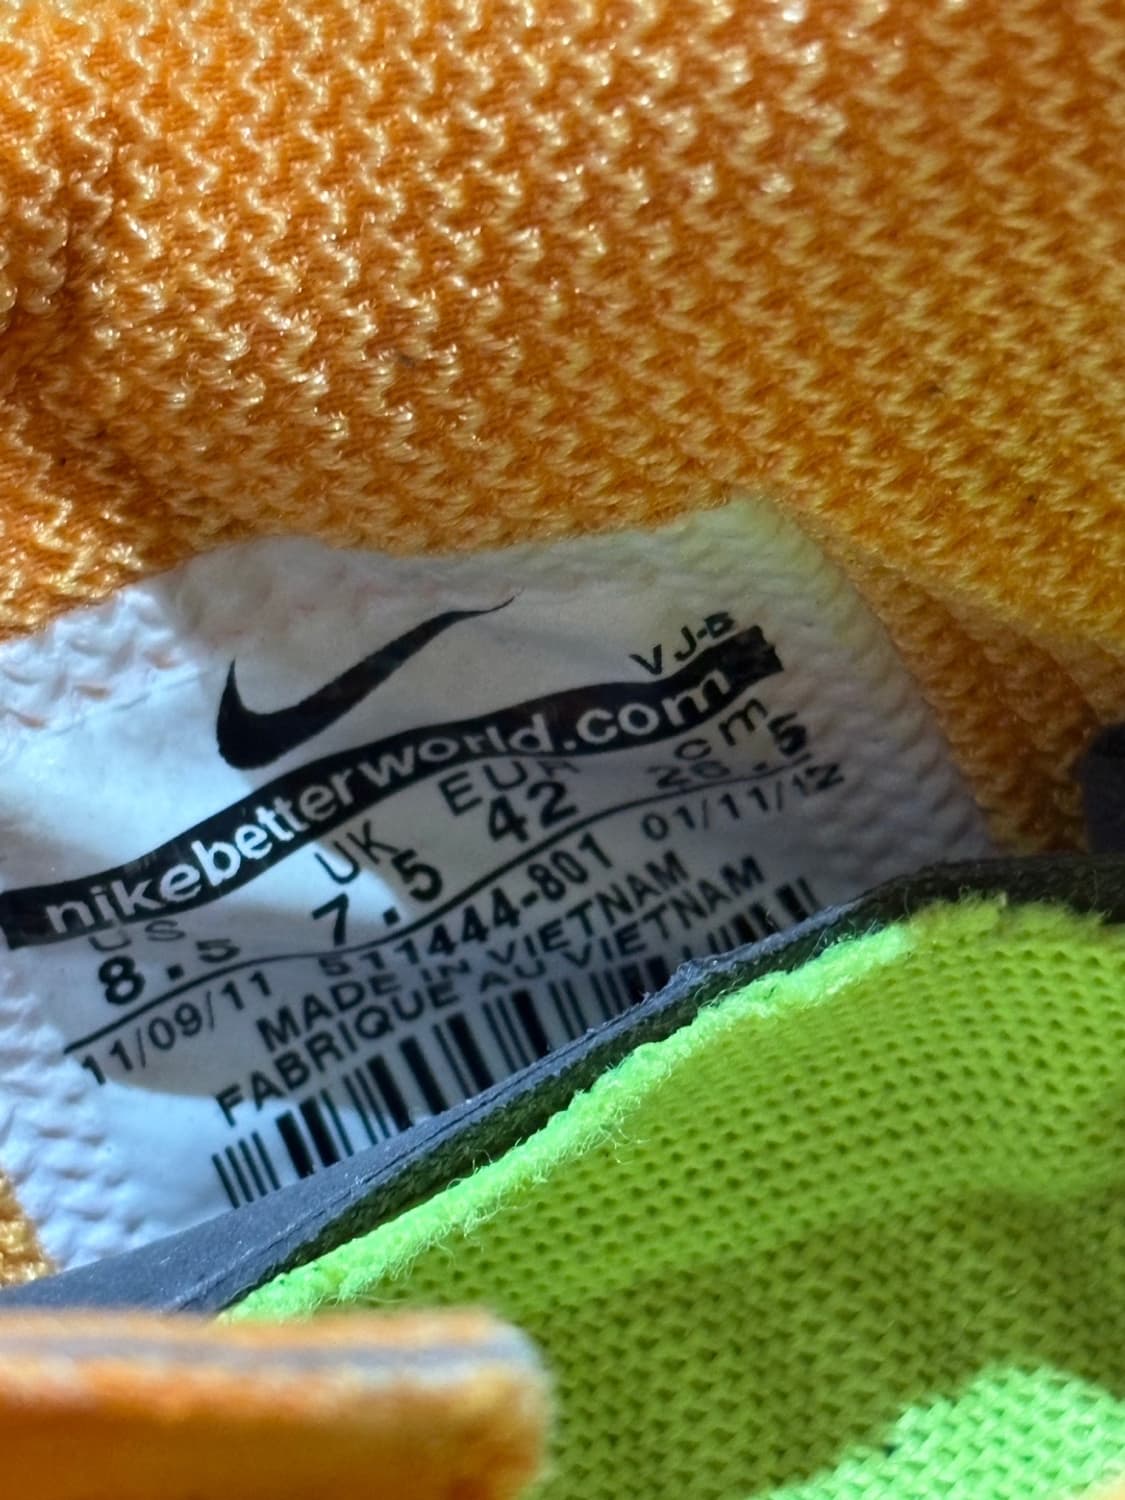 VJ-B
nikebetterworld.com
US UK EUR cm
8.5 7.5 42 26.5
11/09/11 511444-801 01/11/12
MADE IN VIETNAM
FABRIQUE AU VIETNAM